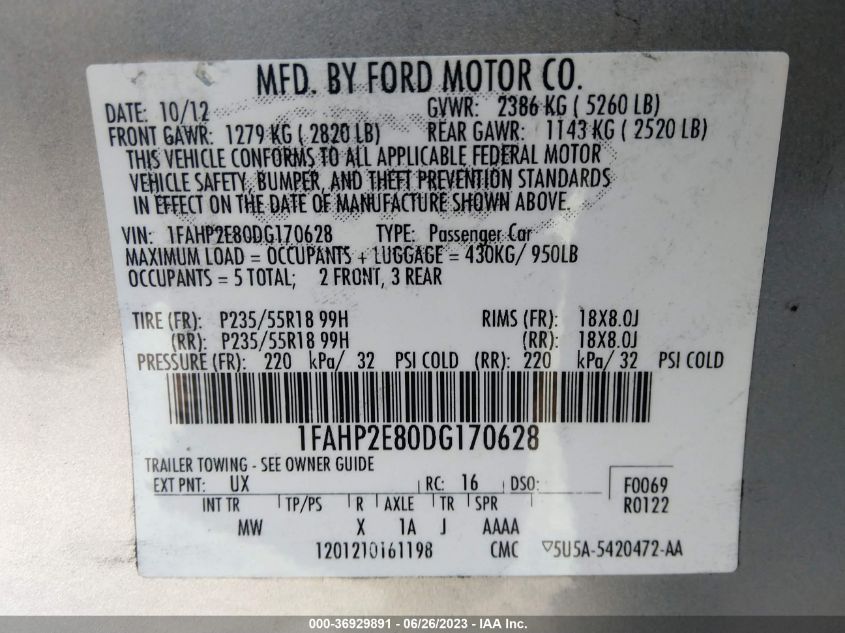 MFD. BY FORD MOTOR CO.
DATE: 10/12 GVWR: 2386 KG ( 5260 LB)
FRONT GAWR: 1279 KG ( 2820 LB) REAR GAWR: 1143 KG ( 2520 LB)
THIS VEHICLE CONFORMS TO ALL APPLICABLE FEDERAL MOTOR
VEHICLE SAFETY, BUMPER, AND THEFT PREVENTION STANDARDS
IN EFFECT ON THE DATE OF MANUFACTURE SHOWN ABOVE.
VIN: 1FAHP2E80DG170628 TYPE: Passenger Car
MAXIMUM LOAD = OCCUPANTS + LUGGAGE = 430KG/ 950LB
OCCUPANTS = 5 TOTAL; 2 FRONT, 3 REAR
TIRE (FR): P235/55R18 99H RIMS (FR): 18X8.0J
(RR): P235/55R18 99H (RR): 18X8.0J
PRESSURE (FR): 220 kPa/ 32 PSI COLD (RR): 220 kPa/ 32 PSI COLD
1FAHP2E80DG170628
TRAILER TOWING - SEE OWNER GUIDE
EXT PNT: UX RC: 16 DSO: F0069
INT TR TP/PS R AXLE TR SPR R0122
MW X 1A J AAAA
1201210161198 CMC ▽5U5A-5420472-AA
000-36929891 - 06/26/2023 - IAA Inc.